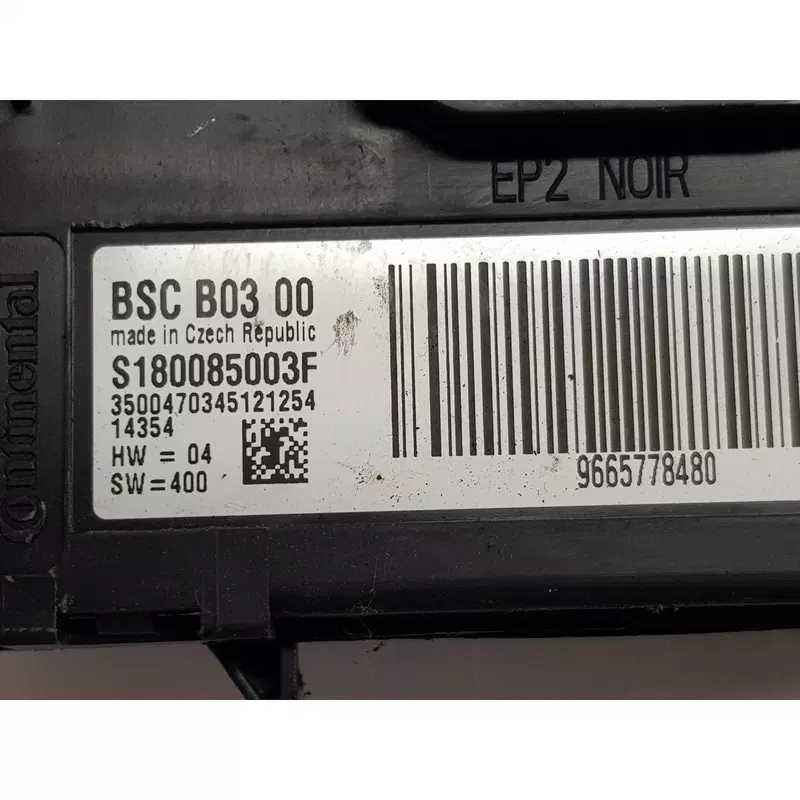 EP2 NOIR
Continental
BSC B03 00
made in Czech Republic
S180085003F
3500470345121254
14354
HW = 04
SW=400
9665778480